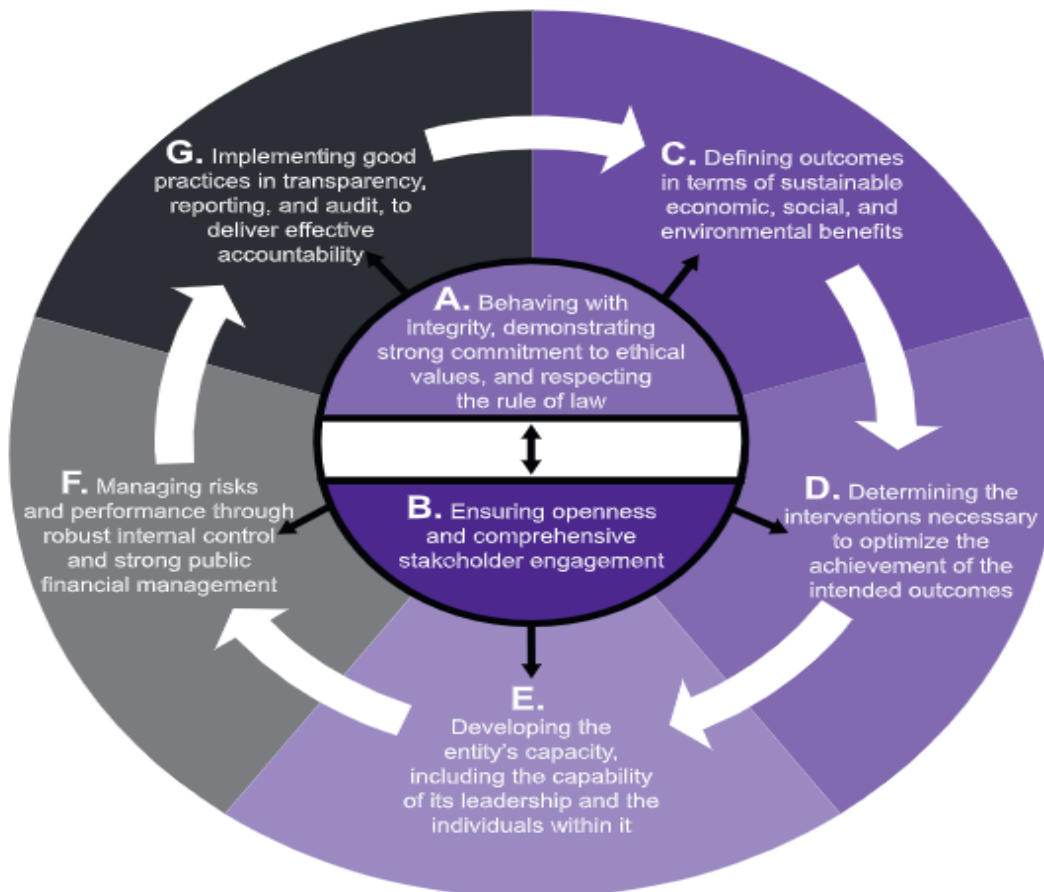 G. Implementing good
practices in transparency,
reporting, and audit, to
deliver effective
accountability
C. Defining outcomes
in terms of sustainable
economic, social, and
environmental benefits
A. Behaving with
integrity, demonstrating
strong commitment to ethical
values, and respecting
the rule of law
F. Managing risks
and performance through
robust internal control
and strong public
financial management
B. Ensuring openness
and comprehensive
stakeholder engagement
D. Determining the
interventions necessary
to optimize the
achievement of the
intended outcomes
E.
Developing the
entity's capacity,
including the capability
of its leadership and the
individuals within it